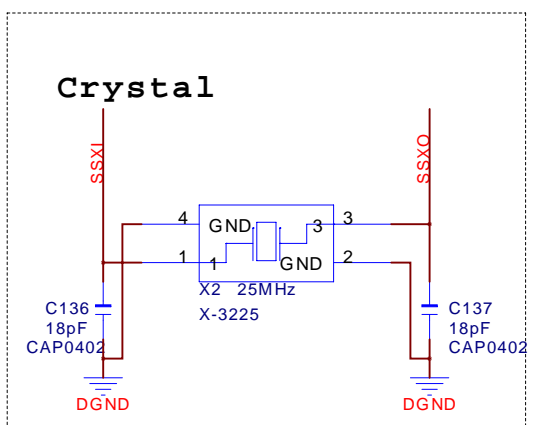 Crystal
SSXI
SSXO
4
GND
3
3
1
1
GND
2
X2 25MHz
X-3225
C136
18pF
CAP0402
C137
18pF
CAP0402
DGND
DGND